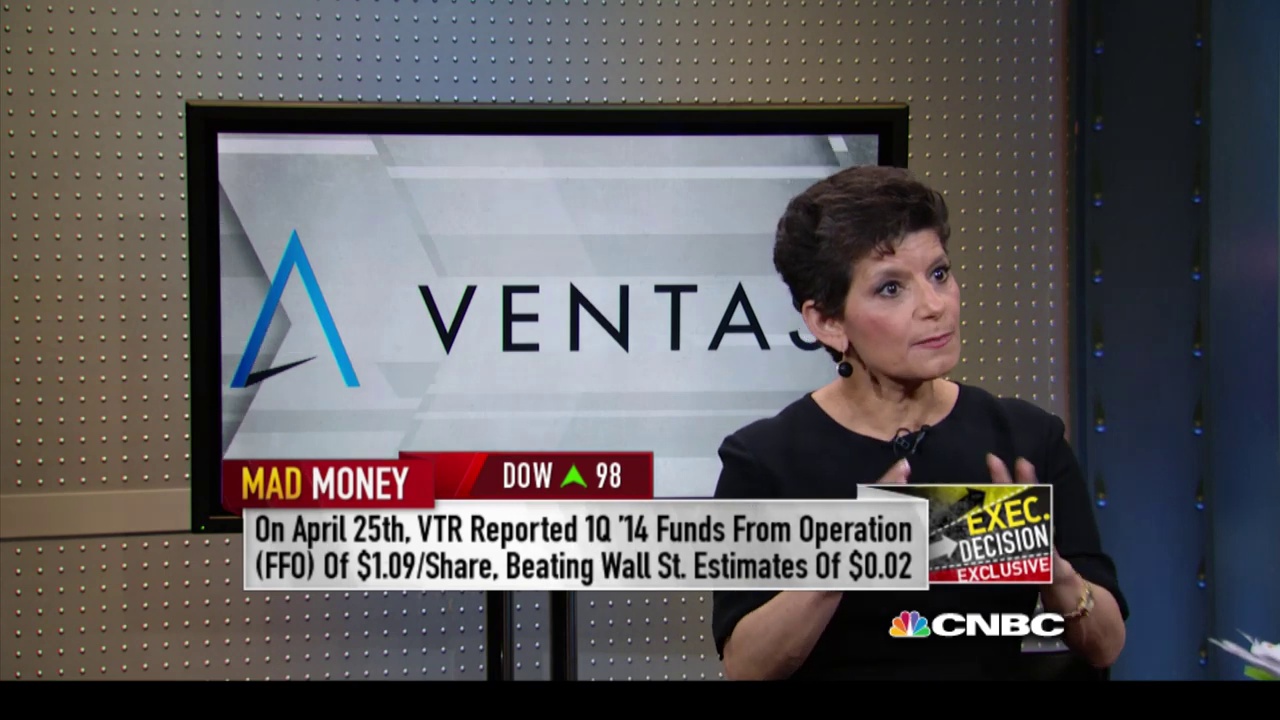 VENTAS
MAD MONEY
DOW ▲ 98
On April 25th, VTR Reported 1Q '14 Funds From Operation
(FFO) Of $1.09/Share, Beating Wall St. Estimates Of $0.02
EXEC.
DECISION
EXCLUSIVE
CNBC